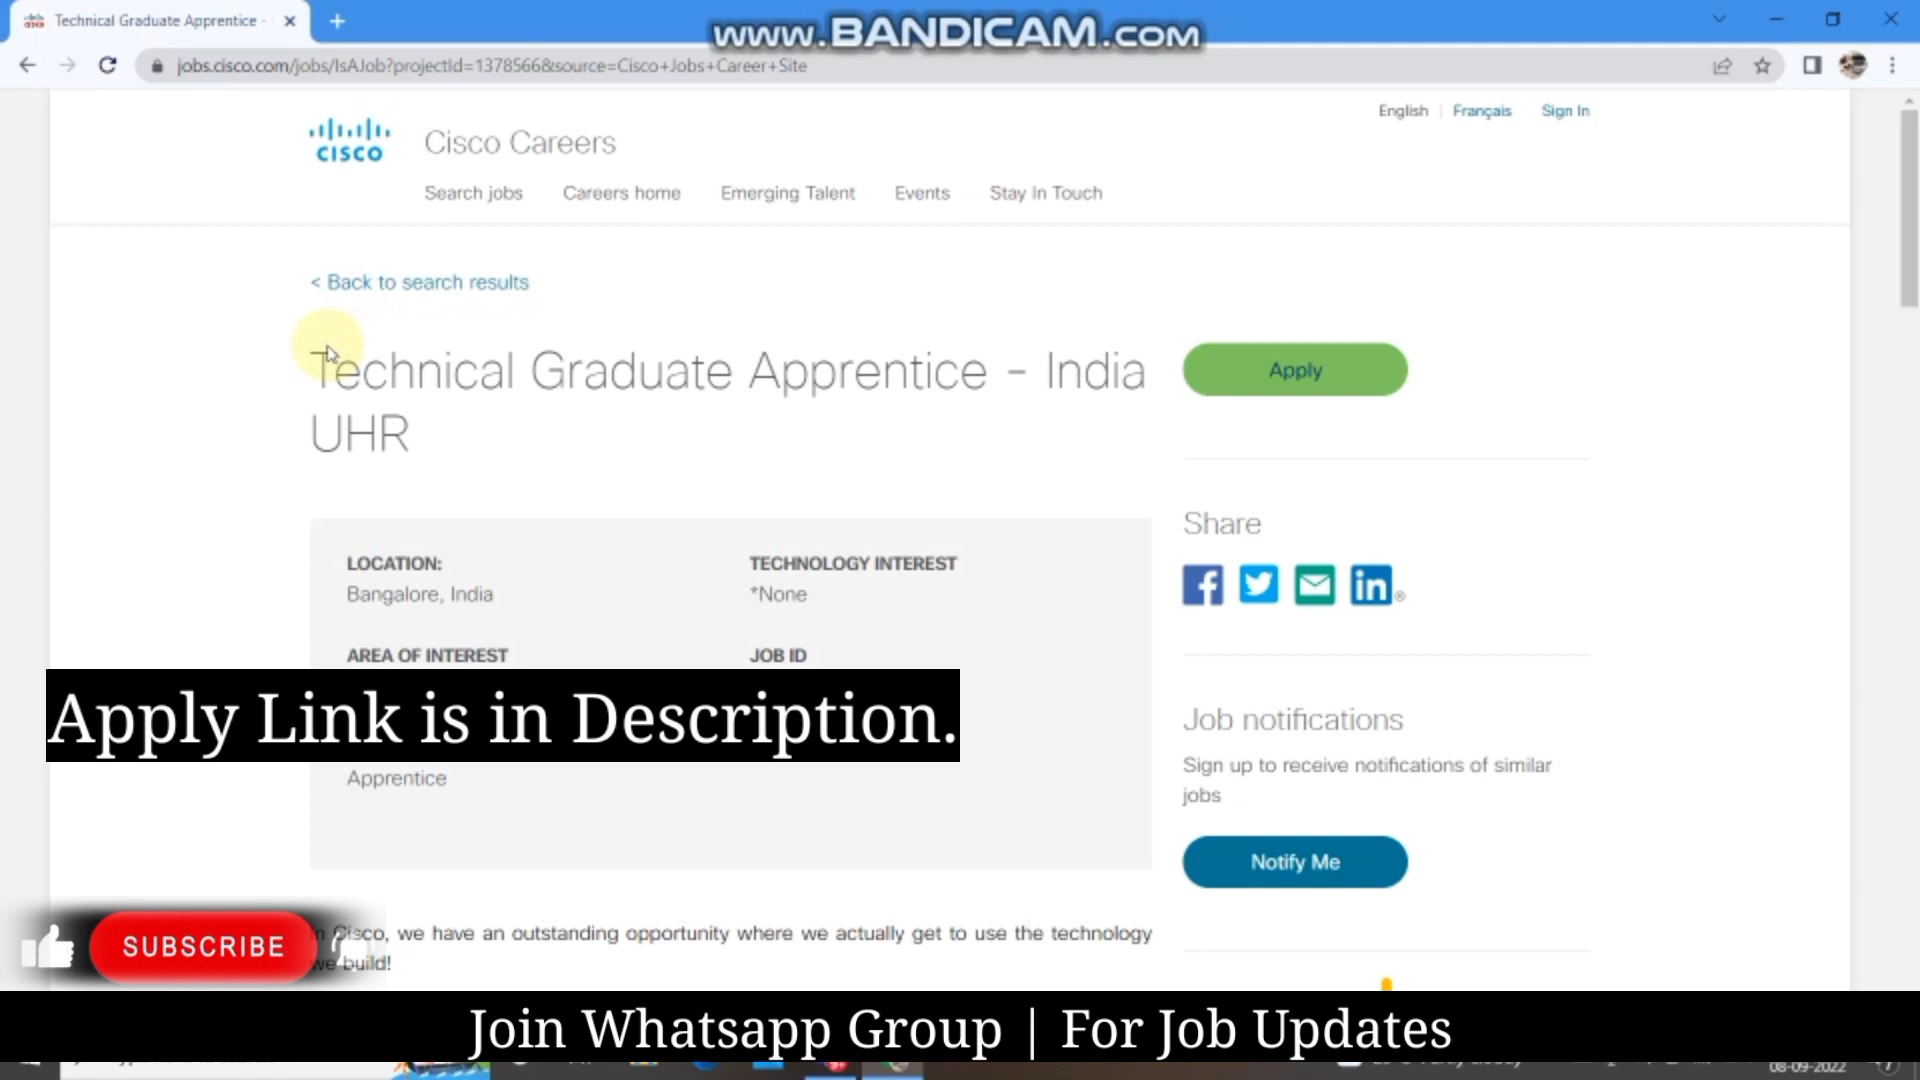 Technical Graduate Apprentice -
www.BANDICAM.com
jobs.cisco.com/jobs/IsAJob?projectId=1378566&source=Cisco+Jobs+Career+Site
English | Français Sign In
CISCO
Cisco Careers
Search jobs Careers home Emerging Talent Events Stay In Touch
< Back to search results
Technical Graduate Apprentice - India
UHR
Apply
Share
LOCATION: TECHNOLOGY INTEREST
Bangalore, India *None
AREA OF INTEREST JOB ID
Apply Link is in Description.
Apprentice
Job notifications
Sign up to receive notifications of similar
jobs
Notify Me
Cisco, we have an outstanding opportunity where we actually get to use the technology
we build!
SUBSCRIBE
Join Whatsapp Group | For Job Updates
08-09-2022